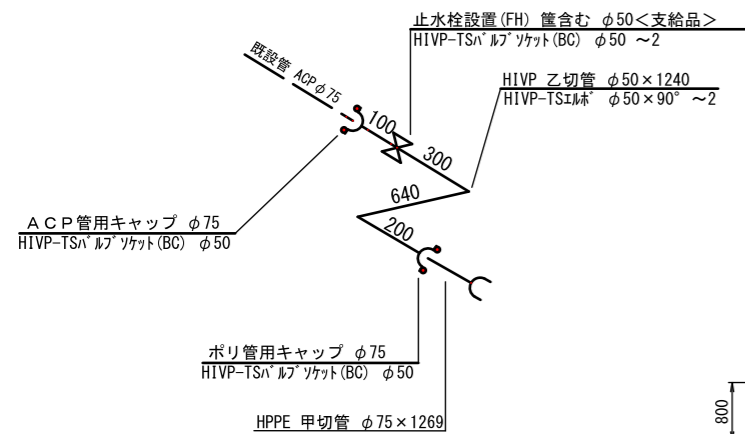 止水栓設置(FH) 筐含む φ50<支給品>
HIVP-TSﾊﾞﾙﾌﾞｿｹｯﾄ(BC) φ50 ～2
既設管 ACPφ75
HIVP 乙切管 φ50×1240
HIVP-TSｴﾙﾎﾞ φ50×90° ～2
100
300
640
200
ＡＣＰ管用キャップ φ75
HIVP-TSﾊﾞﾙﾌﾞｿｹｯﾄ(BC) φ50
ポリ管用キャップ φ75
HIVP-TSﾊﾞﾙﾌﾞｿｹｯﾄ(BC) φ50
HPPE 甲切管 φ75×1269
800